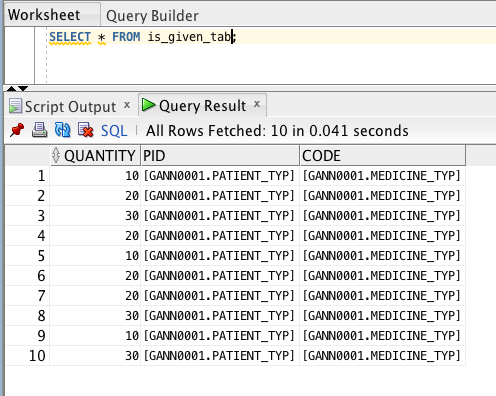 Worksheet Query Builder
SELECT * FROM is_given_tab;
Script Output x Query Result x
SQL | All Rows Fetched: 10 in 0.041 seconds
QUANTITY PID CODE
1 10 [GANN0001.PATIENT_TYP] [GANN0001.MEDICINE_TYP]
2 20 [GANN0001.PATIENT_TYP] [GANN0001.MEDICINE_TYP]
3 30 [GANN0001.PATIENT_TYP] [GANN0001.MEDICINE_TYP]
4 20 [GANN0001.PATIENT_TYP] [GANN0001.MEDICINE_TYP]
5 10 [GANN0001.PATIENT_TYP] [GANN0001.MEDICINE_TYP]
6 20 [GANN0001.PATIENT_TYP] [GANN0001.MEDICINE_TYP]
7 20 [GANN0001.PATIENT_TYP] [GANN0001.MEDICINE_TYP]
8 30 [GANN0001.PATIENT_TYP] [GANN0001.MEDICINE_TYP]
9 10 [GANN0001.PATIENT_TYP] [GANN0001.MEDICINE_TYP]
10 30 [GANN0001.PATIENT_TYP] [GANN0001.MEDICINE_TYP]